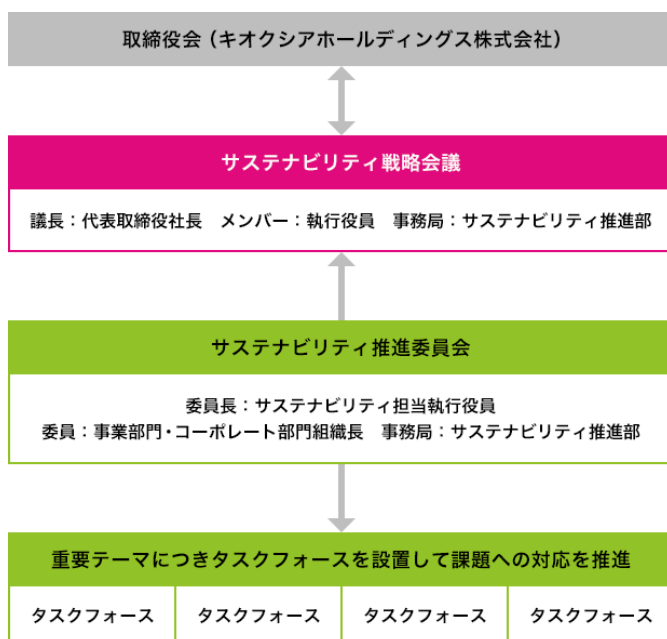 取締役会（キオクシアホールディングス株式会社）
サステナビリティ戦略会議
議長：代表取締役社長　メンバー：執行役員　事務局：サステナビリティ推進部
サステナビリティ推進委員会
委員長：サステナビリティ担当執行役員
委員：事業部門・コーポレート部門組織長　事務局：サステナビリティ推進部
重要テーマにつきタスクフォースを設置して課題への対応を推進
タスクフォース　タスクフォース　タスクフォース　タスクフォース